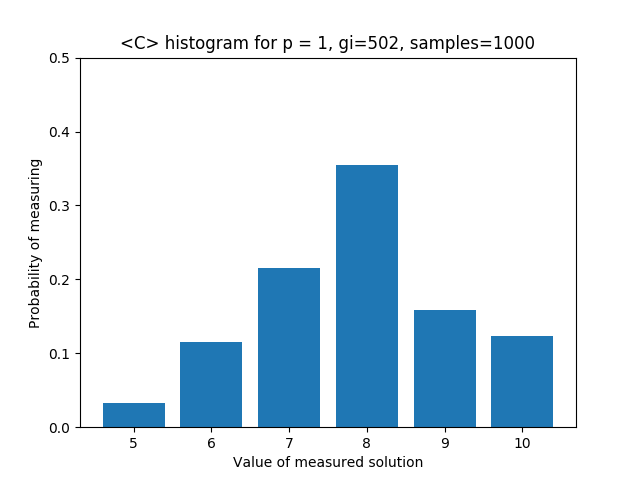 <C> histogram for p = 1, gi=502, samples=1000
0.5
0.4
0.3
0.2
0.1
0.0
Probability of measuring
5 6 7 8 9 10
Value of measured solution